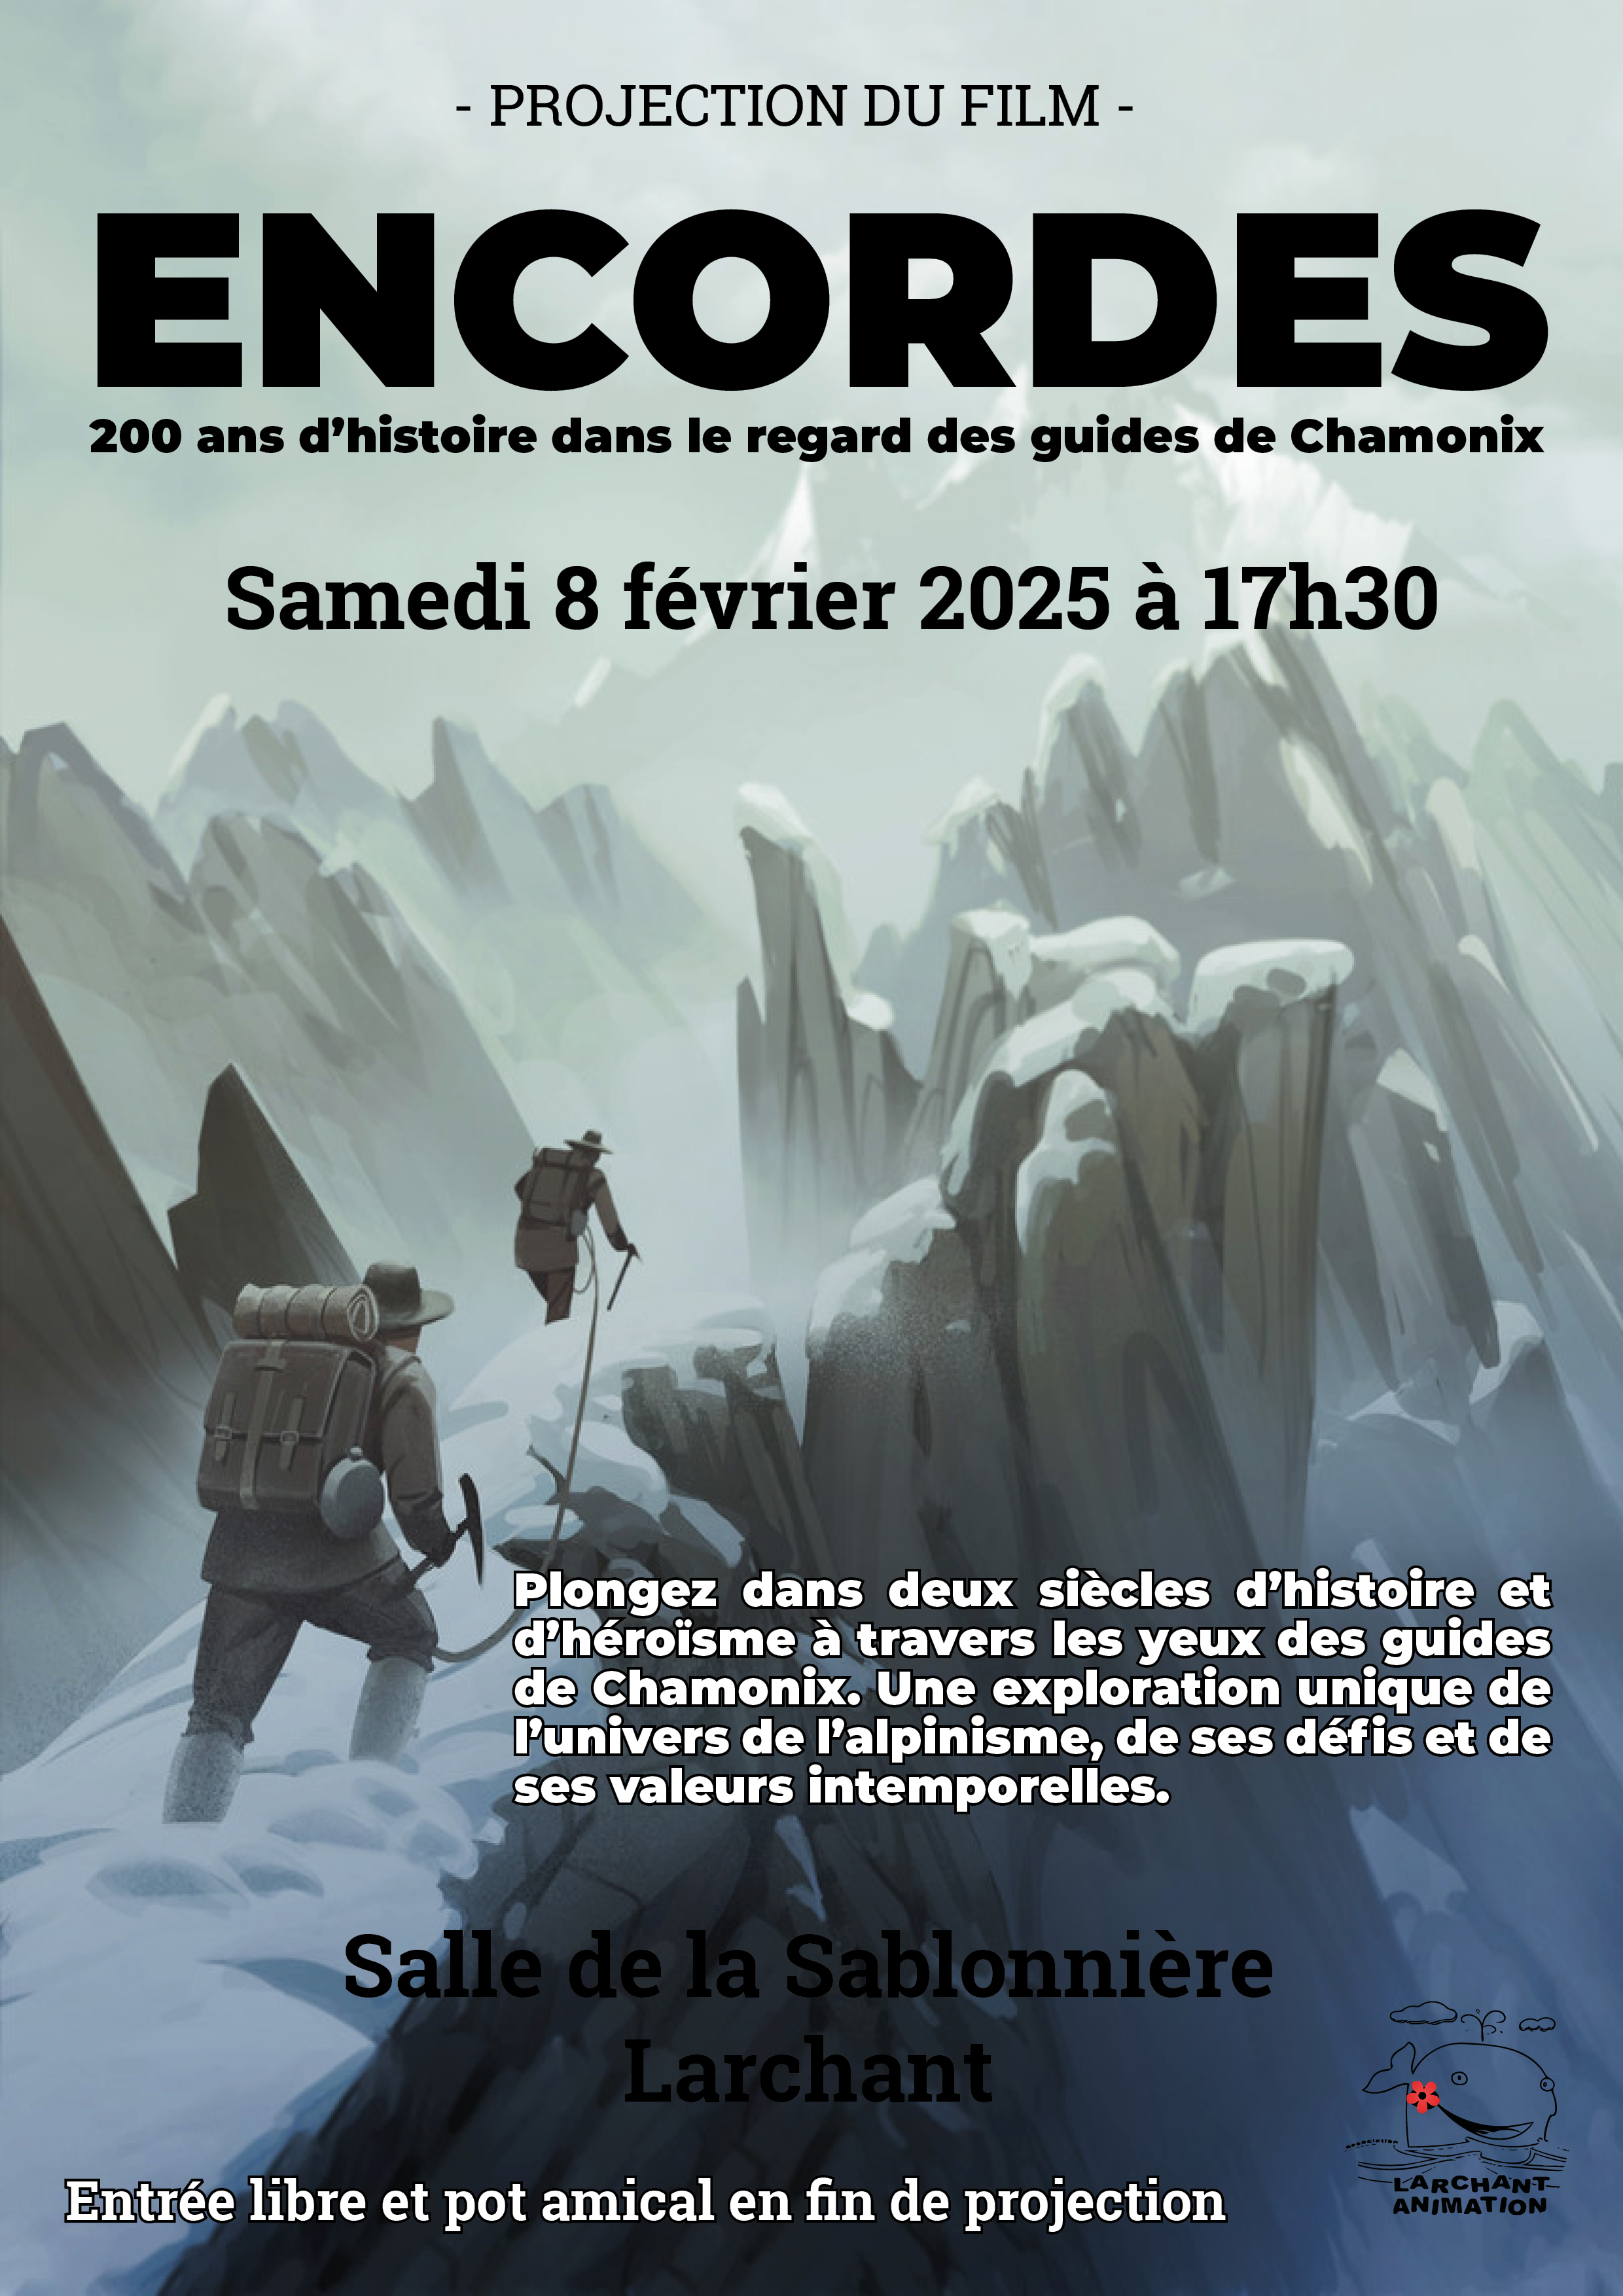 - PROJECTION DU FILM -
ENCORDES
200 ans d’histoire dans le regard des guides de Chamonix
Samedi 8 février 2025 à 17h30
Plongez dans deux siècles d’histoire et
d’héroïsme à travers les yeux des guides
de Chamonix. Une exploration unique de
l’univers de l’alpinisme, de ses défis et de
ses valeurs intemporelles.
Salle de la Sablonnière
Larchant
LARCHANT
ANIMATION
Entrée libre et pot amical en fin de projection